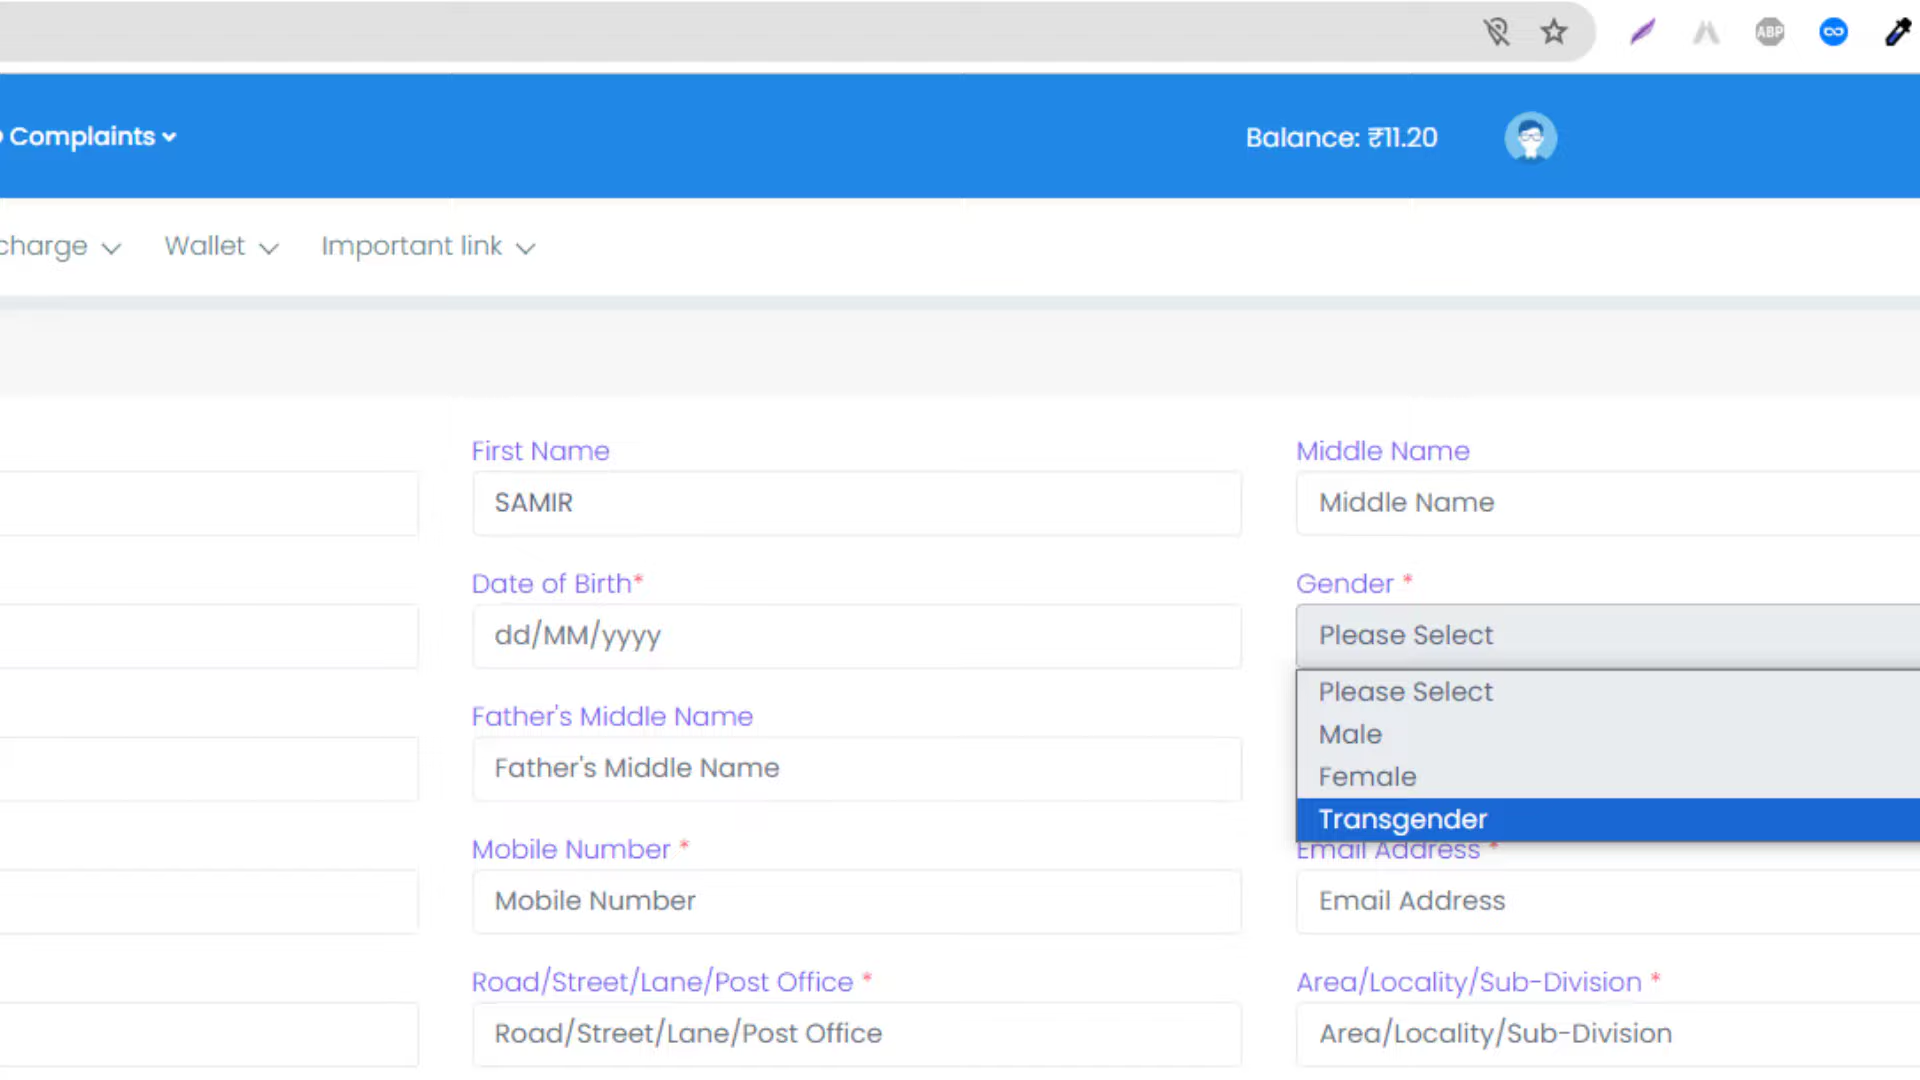 ABP
Complaints
Balance: ₹11.20
charge
Wallet
Important link
First Name
Middle Name
SAMIR
Middle Name
Date of Birth*
Gender *
dd/MM/yyyy
Please Select
Please Select
Father's Middle Name
Male
Father's Middle Name
Female
Transgender
Mobile Number *
Email Address *
Mobile Number
Email Address
Road/Street/Lane/Post Office *
Area/Locality/Sub-Division *
Road/Street/Lane/Post Office
Area/Locality/Sub-Division